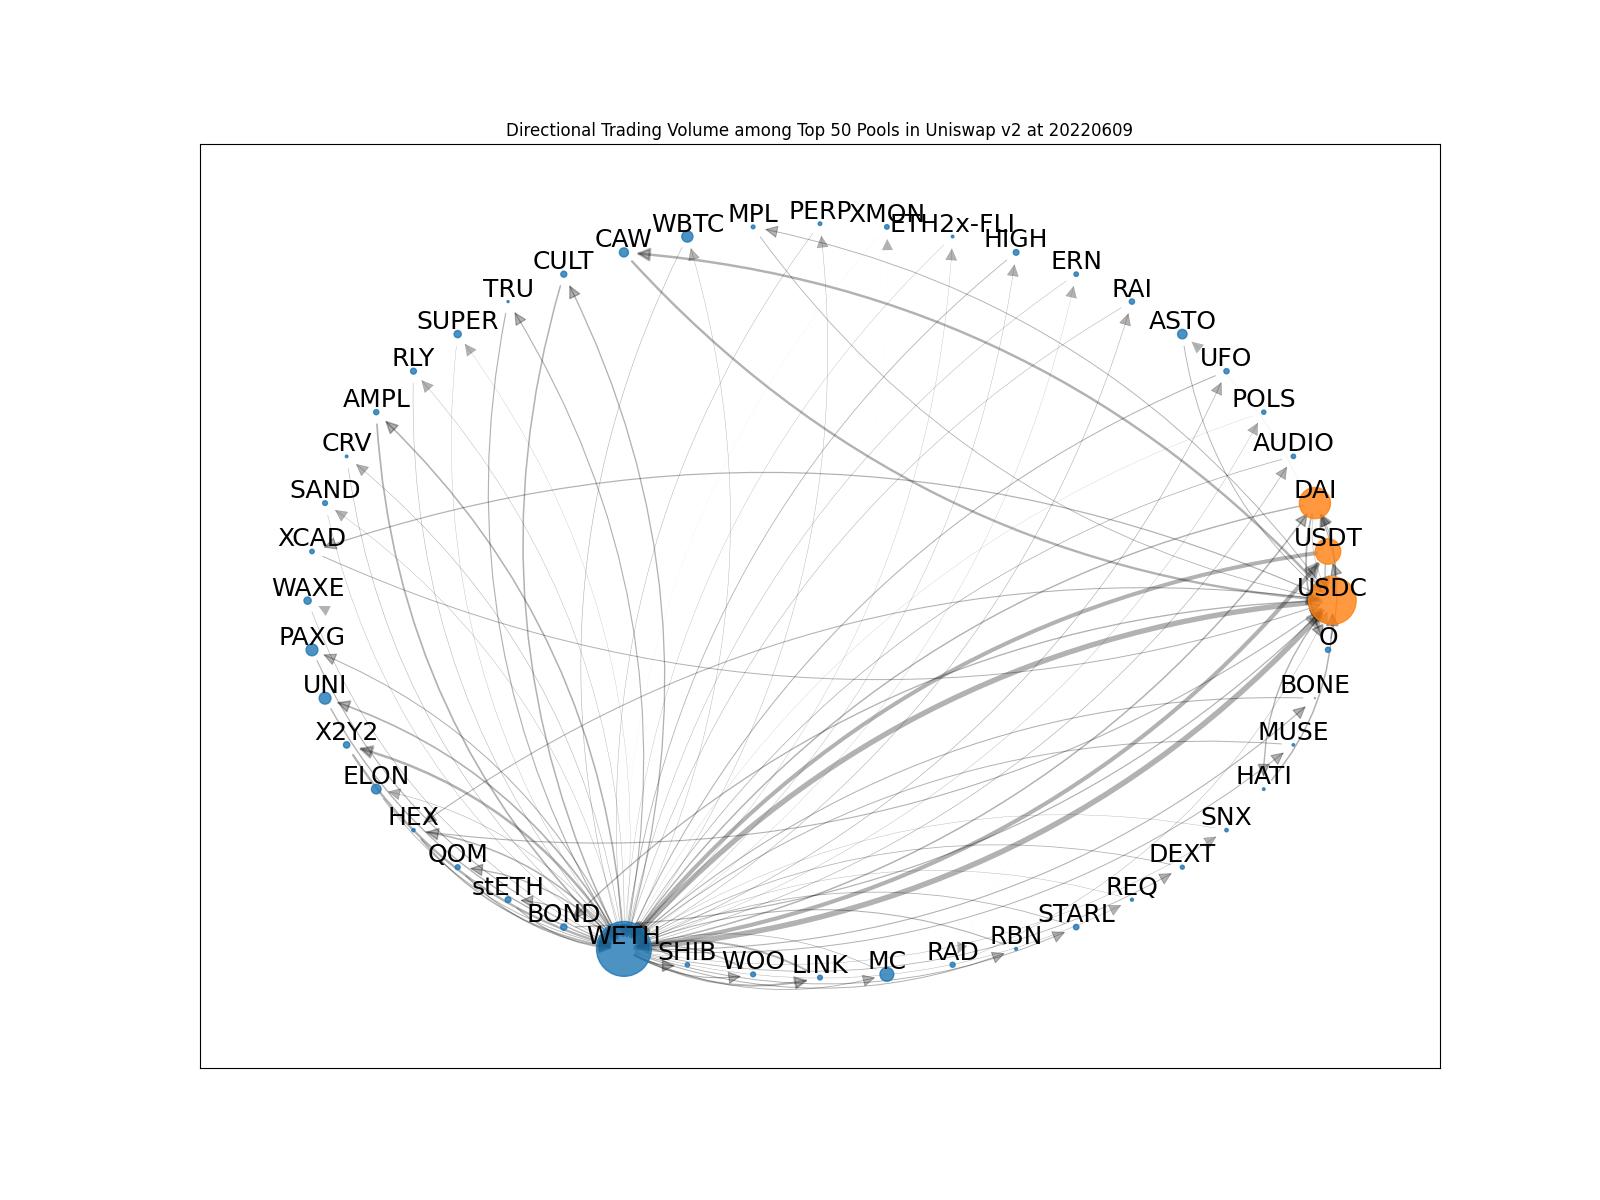 Directional Trading Volume among Top 50 Pools in Uniswap v2 at 20220609
MPL
PERP
XMON
WBTC
ETH2x-FLI
CAW
HIGH
CULT
ERN
TRU
RAI
SUPER
ASTO
RLY
UFO
AMPL
POLS
CRV
AUDIO
SAND
DAI
XCAD
USDT
WAXE
USDC
PAXG
O
UNI
BONE
X2Y2
MUSE
ELON
HATI
HEX
SNX
QOM
DEXT
stETH
REQ
BOND
STARL
WETH
RBN
SHIB
RAD
WOO
LINK
MC